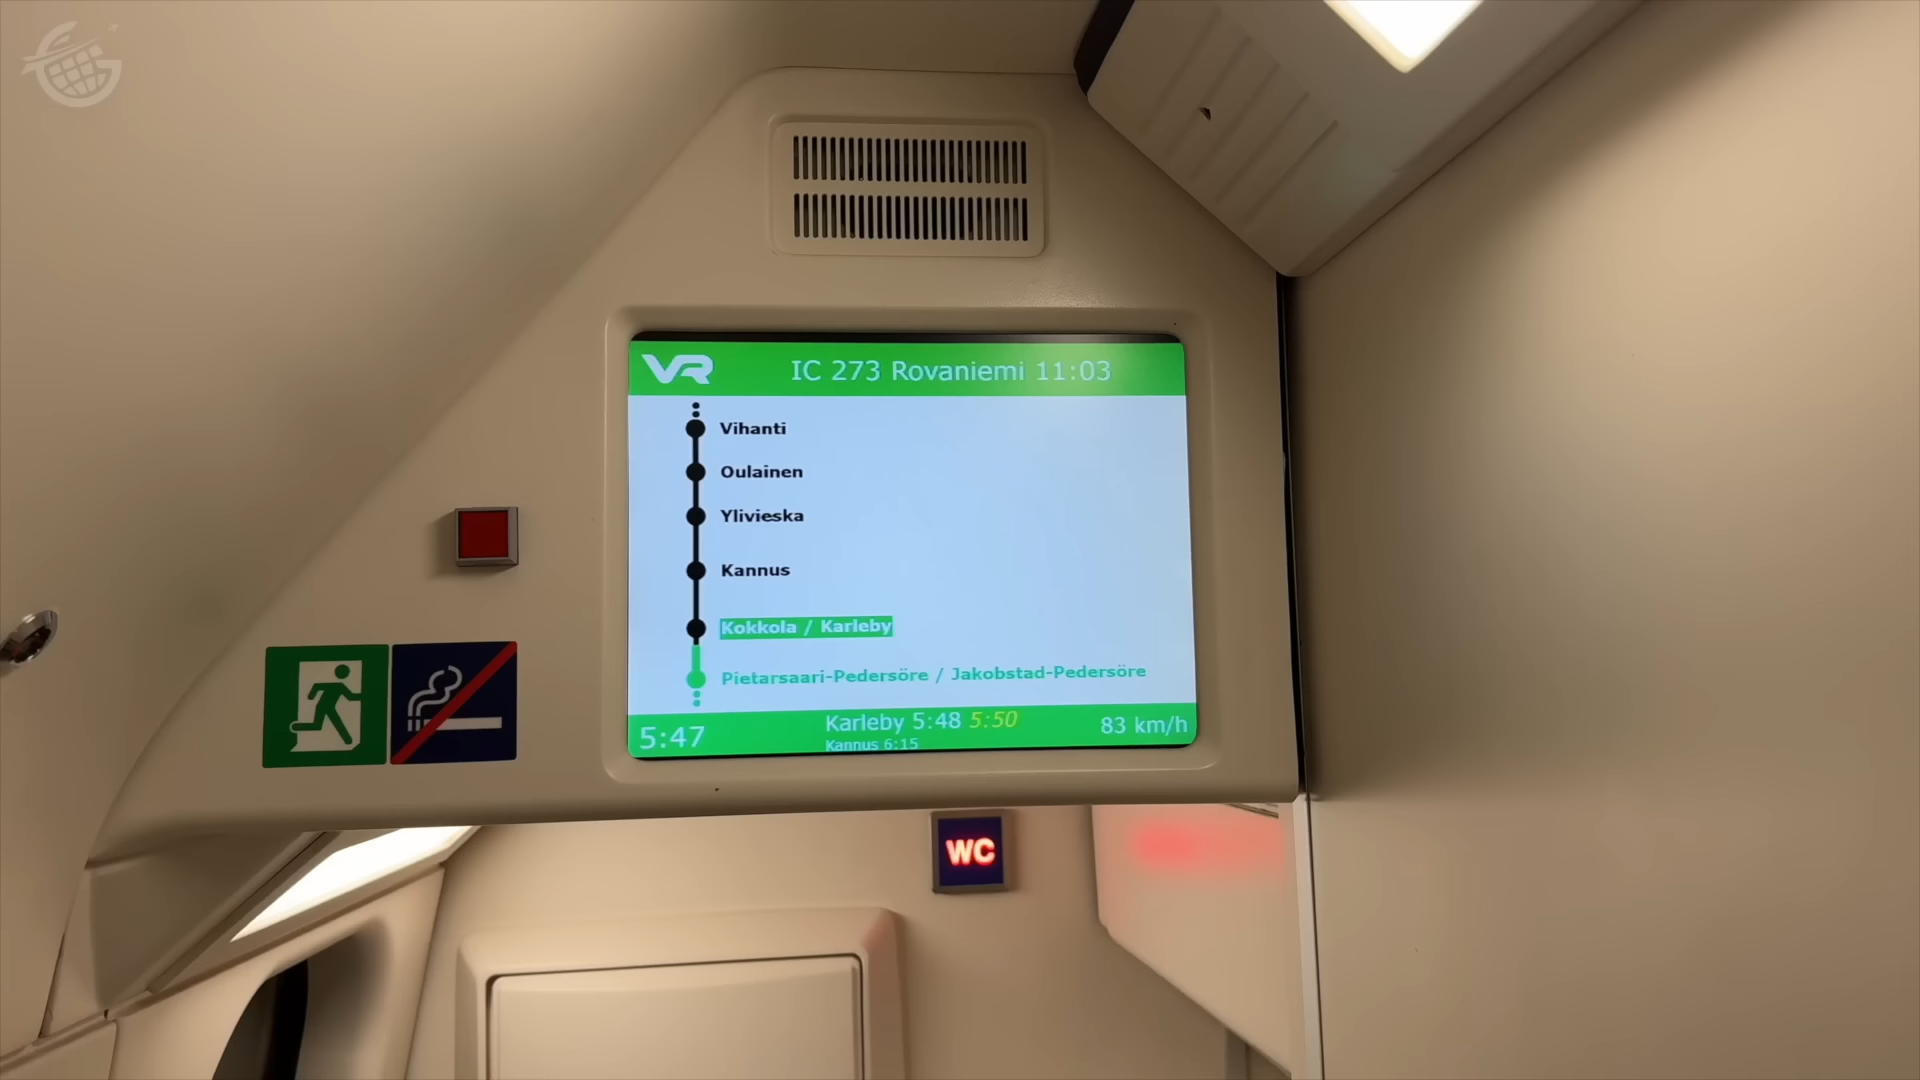 VR IC 273 Rovaniemi 11:03
Vihanti
Oulainen
Ylivieska
Kannus
Kokkola / Karleby
Pietarsaari-Pedersöre / Jakobstad-Pedersöre
5:47 Karleby 5:48 5:50 83 km/h
Kannus 6:15
WC